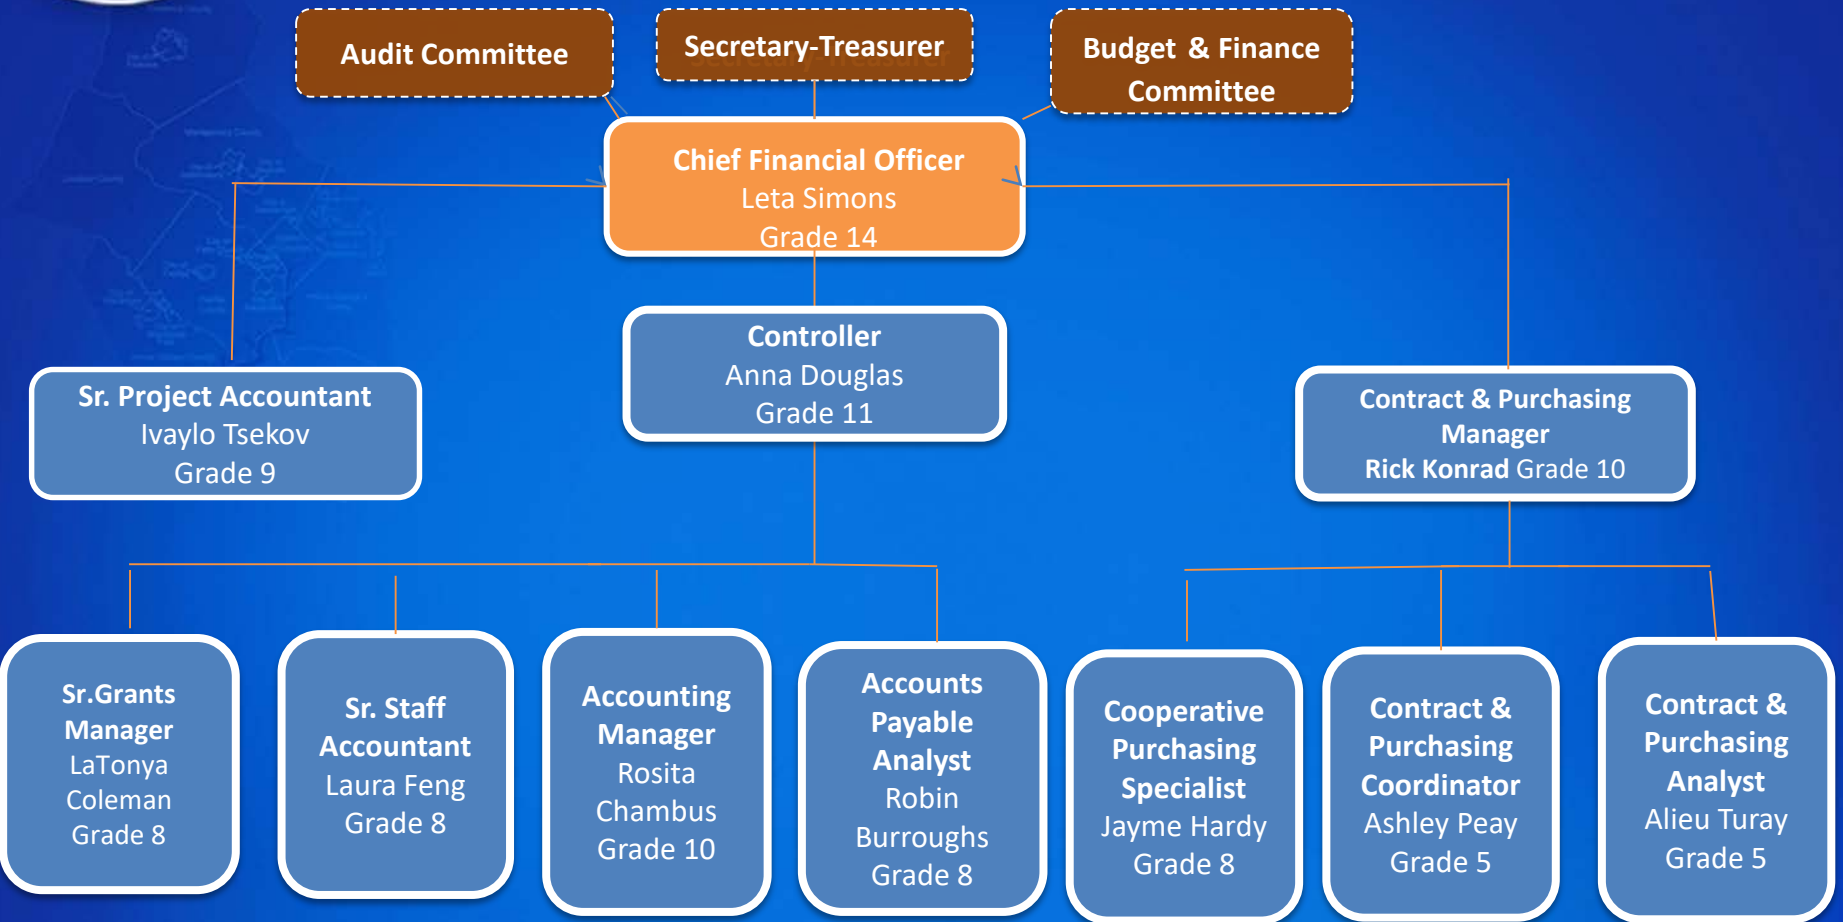 Audit Committee
Secretary-Treasurer
Budget & Finance
Committee
Chief Financial Officer
Leta Simons
Grade 14
Controller
Anna Douglas
Grade 11
Sr. Project Accountant
Ivaylo Tsekov
Grade 9
Contract & Purchasing
Manager
Rick Konrad Grade 10
Sr.Grants
Manager
LaTonya
Coleman
Grade 8
Sr. Staff
Accountant
Laura Feng
Grade 8
Accounting
Manager
Rosita
Chambus
Grade 10
Accounts
Payable
Analyst
Robin
Burroughs
Grade 8
Cooperative
Purchasing
Specialist
Jayme Hardy
Grade 8
Contract &
Purchasing
Coordinator
Ashley Peay
Grade 5
Contract &
Purchasing
Analyst
Alieu Turay
Grade 5